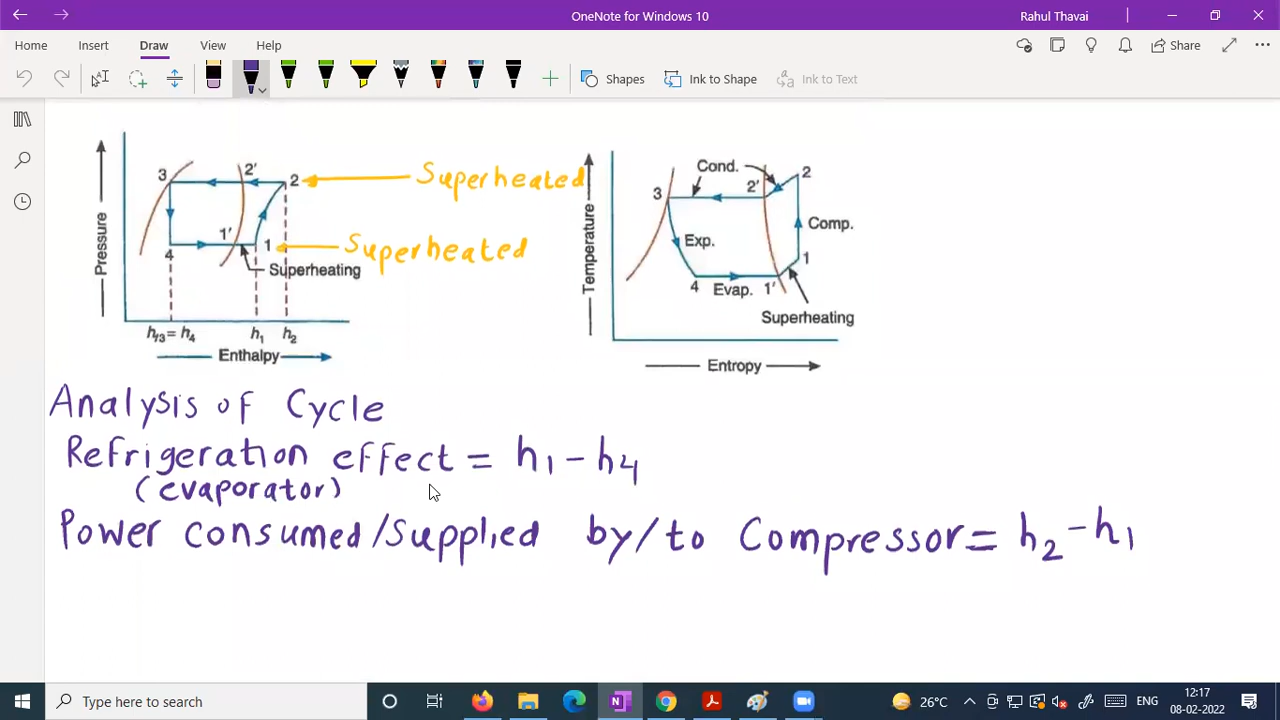 OneNote for Windows 10
Rahul Thavai
Home Insert Draw View Help
Share
Shapes Ink to Shape Ink to Text
Pressure
3
2'
2
Superheated
1'
1
Superheated
4
Superheating
hf3 = h4 h1 h2
Enthalpy
Temperature
Cond.
2
3
2'
Comp.
Exp.
1
4 Evap. 1'
Superheating
Entropy
Analysis of Cycle
Refrigeration effect = h1 - h4
(evaporator)
Power consumed/Supplied by/to Compressor = h2 - h1
Type here to search
26°C
ENG
12:17
08-02-2022